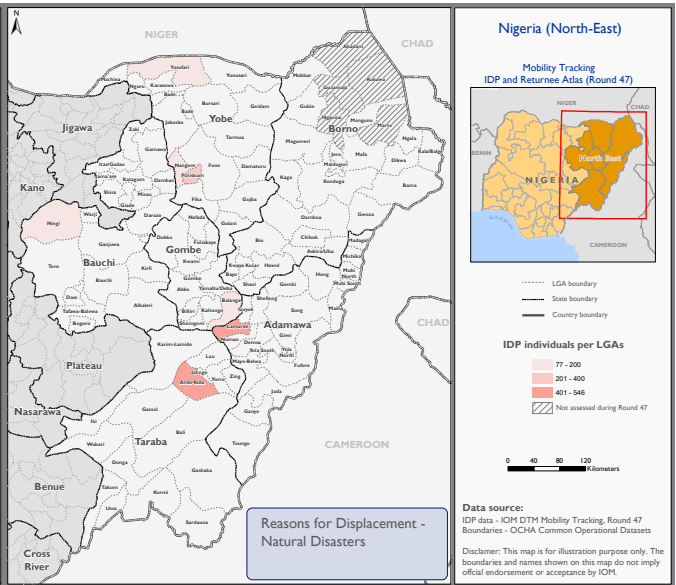 N
NIGER
CHAD
Abadam
Yusufari
Machina
Yunusari
Mobbar
Kukawa
Nguru
Karasuwa
Guzamala
Bade
Bursari
Geidam
Gubio
Jigawa
Bade
Yobe
Nganzai
Monguno
Marte
Zaki
Jakusko
Borno
Tarmua
Magumeri
Ngala
Gamawa
Jere
Mafa
Kala/Balge
Itas/Gadau
Nangere
Fune
Damaturu
Maiduguri
Dikwa
Jama'are
Katagum
Dambam
Potiskum
Kaga
Konduga
Kano
Shira
Misau
Bama
Giade
Fika
Gujba
Ningi
Warji
Darazo
Nafada
Gulani
Damboa
Gwoza
Dukku
Funakaye
Biu
Chibok
Ganjuwa
Gombe
Askira/Uba
Madagali
Toro
Bauchi
Kirfi
Kwami
Kwaya Kusar
Hawul
Michika
Bauchi
Gombe
Bayo
Hong
Mubi
North
Akko
Yamaltu/Deba
Shani
Gombi
Mubi South
Dass
Alkaleri
Balanga
Shelleng
Tafawa-Balewa
Billiri
Kaltungo
Guyuk
Song
Maiha
Bogoro
Shomgom
Lamurde
Adamawa
Numan
Girei
Karim-Lamido
Demsa
Yola South
Yola
North
CHAD
Lau
Mayo-Belwa
Fufore
Plateau
Jalingo
Yorro
Zing
Ardo-Kola
Jada
Nasarawa
Gassol
Ganye
Ibi
Bali
Taraba
Toungo
CAMEROON
Wukari
Donga
Gashaka
Benue
Takum
Kurmi
Ussa
Sardauna
Cross
River
Reasons for Displacement -
Natural Disasters
Nigeria (North-East)
Mobility Tracking
IDP and Returnee Atlas (Round 47)
NIGER
CHAD
BENIN
North East
NIGERIA
CAMEROON
LGA boundary
State boundary
Country boundary
IDP individuals per LGAs
77 - 200
201 - 400
401 - 546
Not assessed during Round 47
0 40 80 120
Kilometers
Data source:
IDP data - IOM DTM Mobility Tracking, Round 47
Boundaries - OCHA Common Operational Datasets
Disclamer: This map is for illustration purpose only. The
boundaries and names shown on this map do not imply
offcial endorsement or acceptance by IOM.